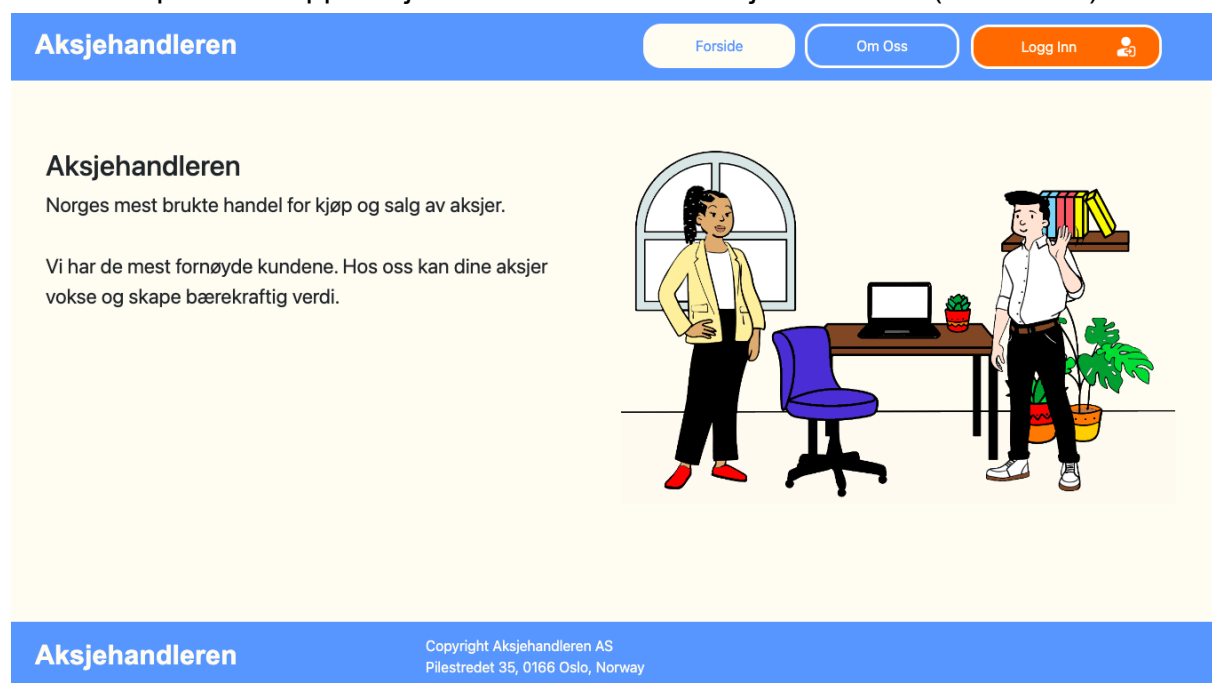 Aksjehandleren
Forside
Om Oss
Logg Inn
Aksjehandleren
Norges mest brukte handel for kjøp og salg av aksjer.
Vi har de mest fornøyde kundene. Hos oss kan dine aksjer
vokse og skape bærekraftig verdi.
Aksjehandleren
Copyright Aksjehandleren AS
Pilestredet 35, 0166 Oslo, Norway